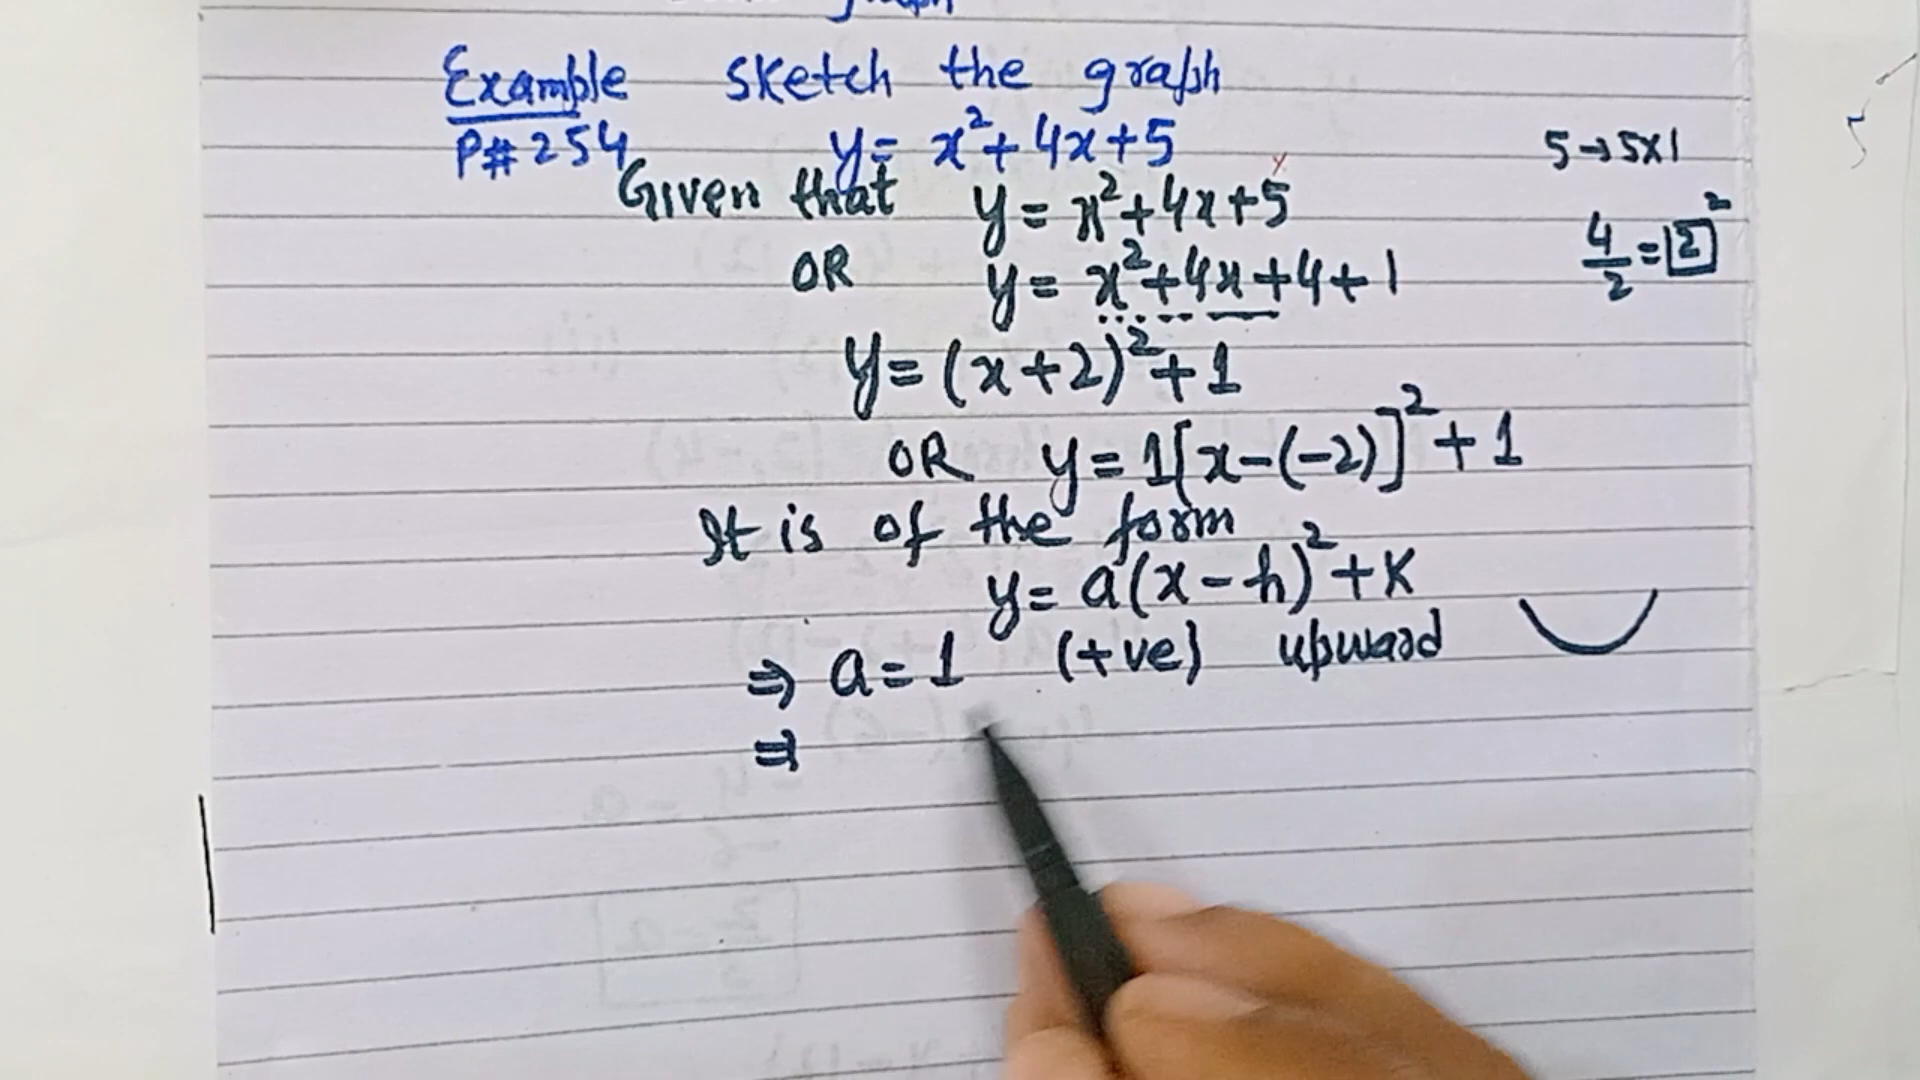 graph
Example sketch the graph
P#254 y = x²+4x+5
5→5×1
Given that y = x²+4x+5
4/2 = 2²
OR y = x²+4x+4+1
y = (x+2)²+1
OR y = 1[x-(-2)]²+1
It is of the form
y = a(x-h)²+K
⇒ a = 1 (+ve) upward
⇒